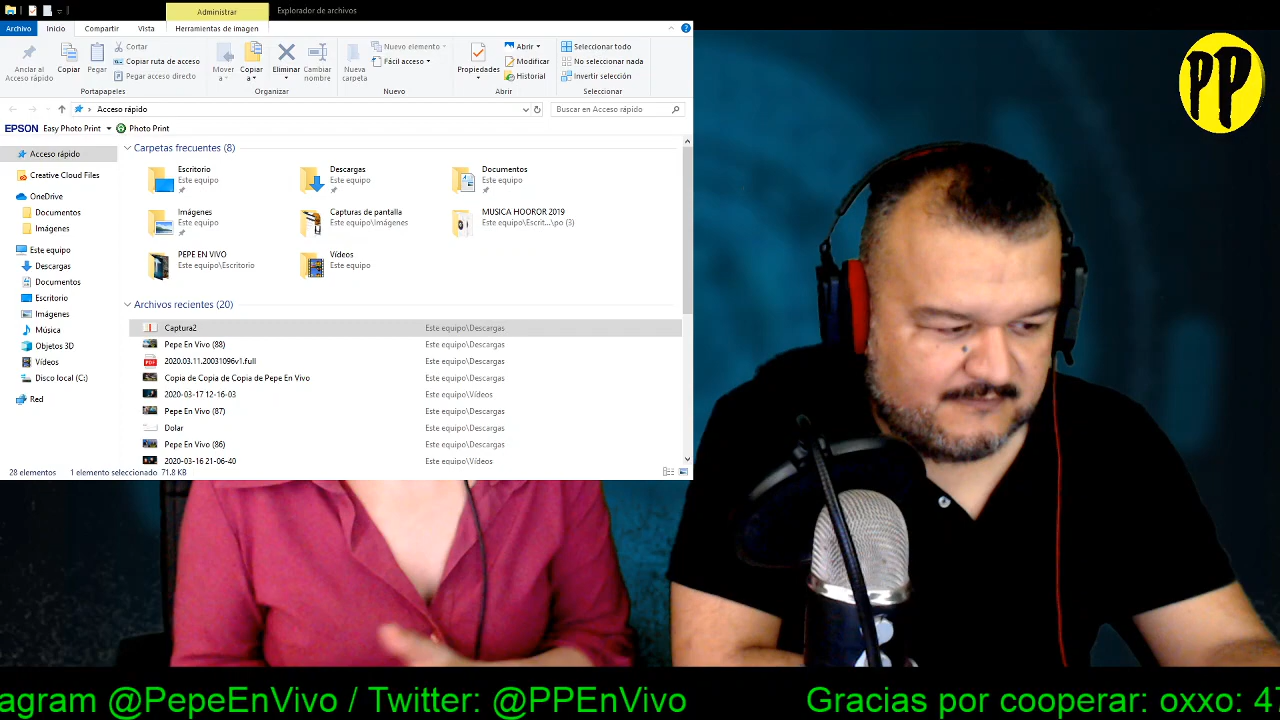 Administrar
Explorador de archivos
Archivo
Inicio
Compartir
Vista
Herramientas de imagen
Anclar al
Acceso rápido
Copiar
Pegar
Cortar
Copiar ruta de acceso
Pegar acceso directo
Portapapeles
Mover
a
Copiar
a
Eliminar
Cambiar
nombre
Organizar
Nueva
carpeta
Nuevo elemento
Fácil acceso
Nuevo
Propiedades
Abrir
Modificar
Historial
Abrir
Seleccionar todo
No seleccionar nada
Invertir selección
Seleccionar
Acceso rápido
Buscar en Acceso rápido
EPSON Easy Photo Print
Photo Print
Acceso rápido
Creative Cloud Files
OneDrive
Documentos
Imágenes
Este equipo
Descargas
Documentos
Escritorio
Imágenes
Música
Objetos 3D
Vídeos
Disco local (C:)
Red
Carpetas frecuentes (8)
Escritorio
Este equipo
Descargas
Este equipo
Documentos
Este equipo
Imágenes
Este equipo
Capturas de pantalla
Este equipo\Imágenes
MUSICA HOOROR 2019
Este equipo\Escrit...\po (3)
PEPE EN VIVO
Este equipo\Escritorio
Vídeos
Este equipo
Archivos recientes (20)
Captura2 Este equipo\Descargas
Pepe En Vivo (88) Este equipo\Descargas
2020.03.11.20031096v1.full Este equipo\Descargas
Copia de Copia de Copia de Pepe En Vivo Este equipo\Descargas
2020-03-17 12-16-03 Este equipo\Vídeos
Pepe En Vivo (87) Este equipo\Descargas
Dolar Este equipo\Descargas
Pepe En Vivo (86) Este equipo\Descargas
2020-03-16 21-06-40 Este equipo\Vídeos
28 elementos 1 elemento seleccionado 71.8 KB
PP
agram @PepeEnVivo / Twitter: @PPEnVivo Gracias por cooperar: oxxo: 47